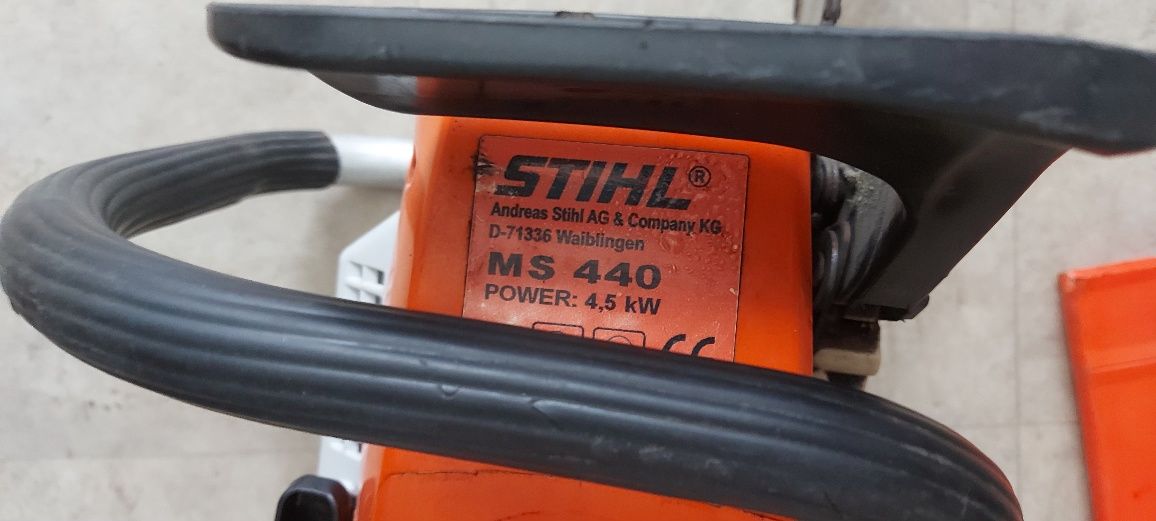 STIHL®
Andreas Stihl AG & Company KG
D-71336 Waiblingen
MS 440
POWER: 4,5 kW
CE